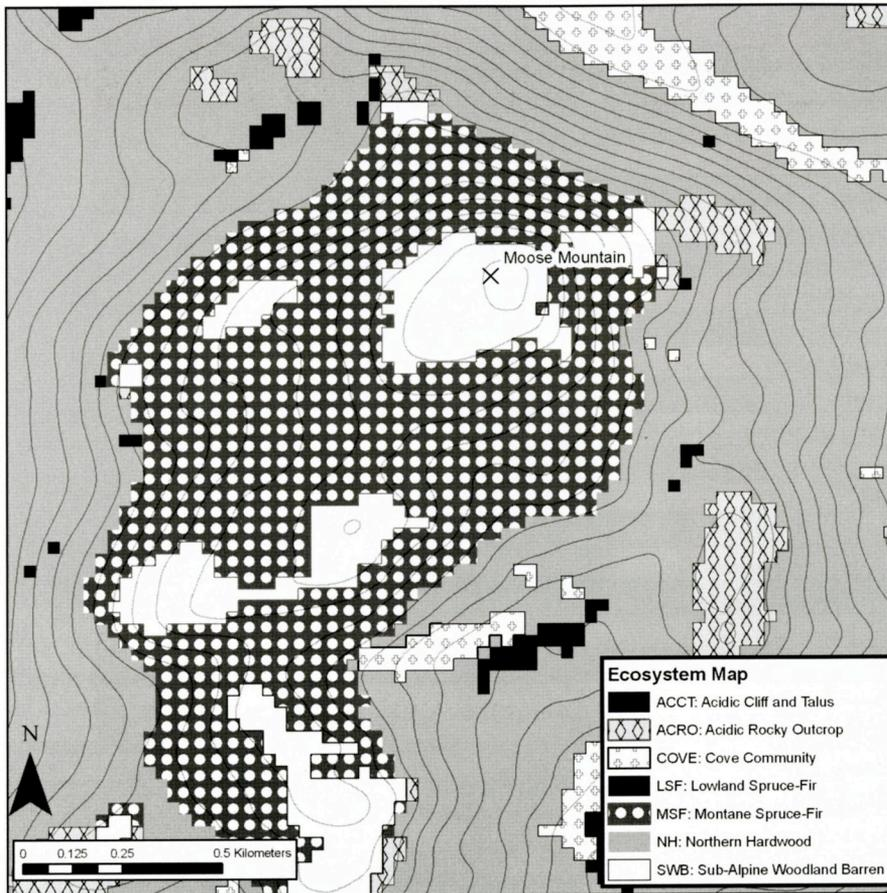 Moose Mountain
Ecosystem Map
ACCT: Acidic Cliff and Talus
ACRO: Acidic Rocky Outcrop
COVE: Cove Community
LSF: Lowland Spruce-Fir
MSF: Montane Spruce-Fir
NH: Northern Hardwood
SWB: Sub-Alpine Woodland Barren
N
0 0.125 0.25 0.5 Kilometers